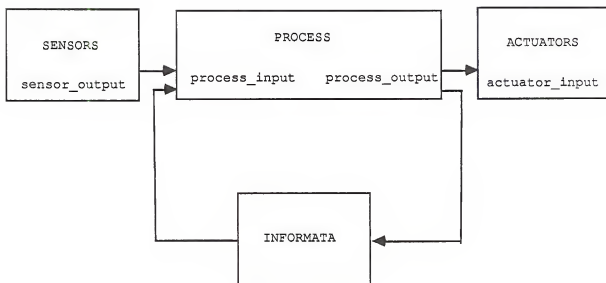 SENSORS
sensor_output
PROCESS
process_input process_output
ACTUATORS
actuator_input
INFORMATA